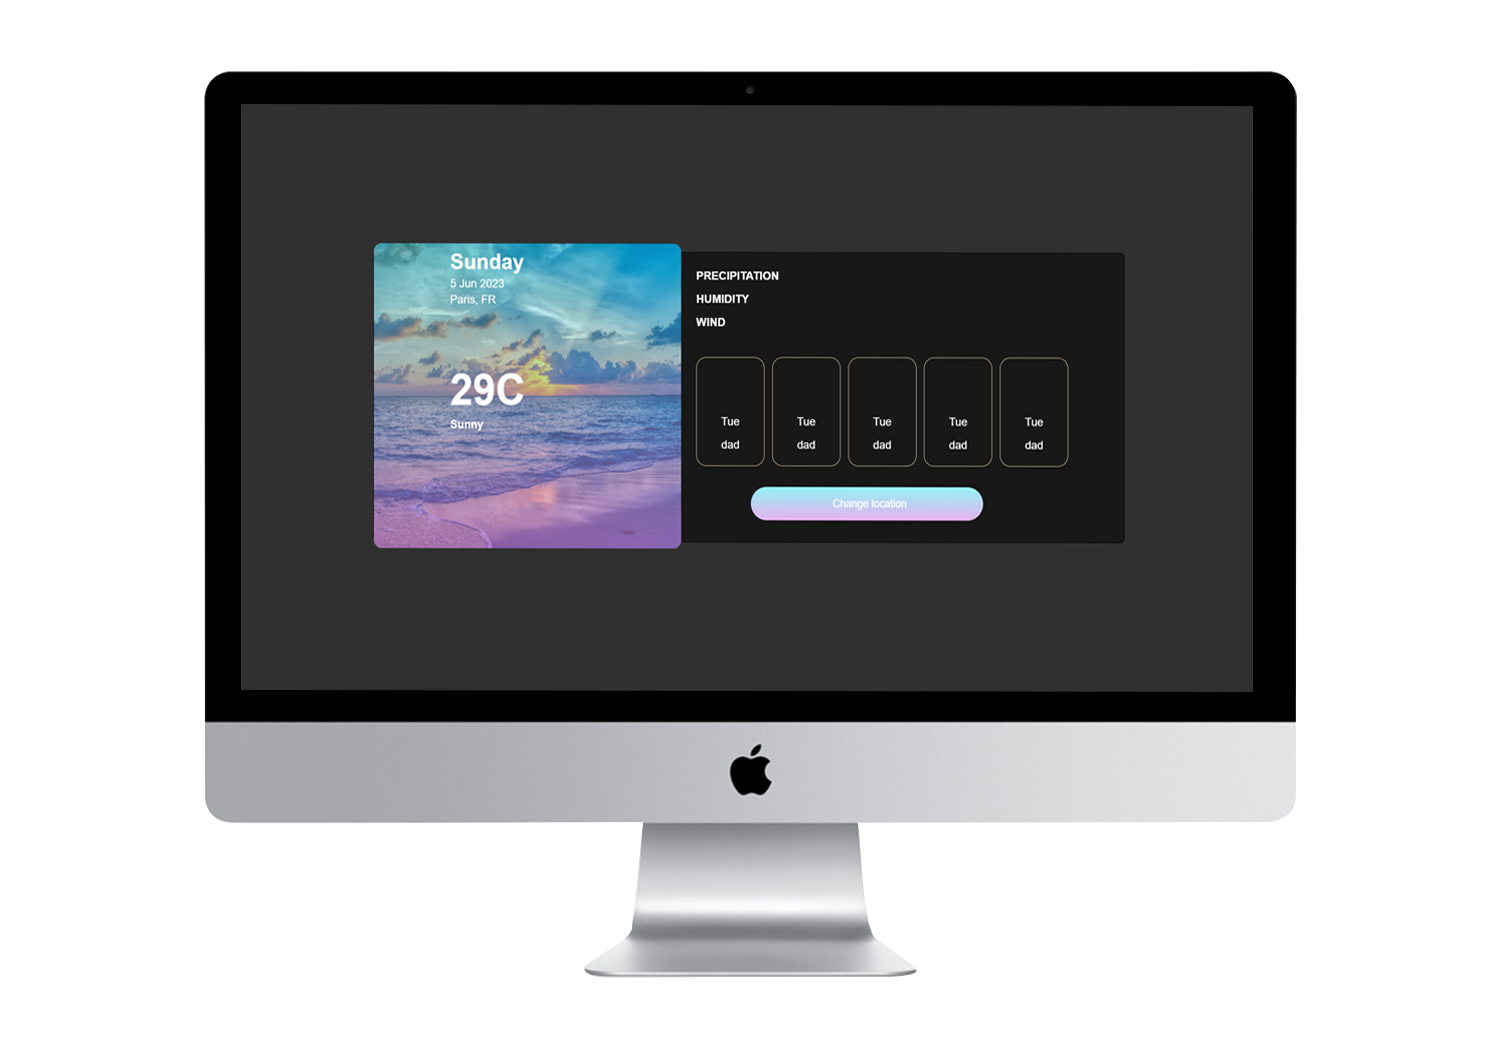 Sunday
5 Jun 2023
Paris, FR
29C
Sunny
PRECIPITATION
HUMIDITY
WIND
Tue Tue Tue Tue Tue
dad dad dad dad dad
Change location